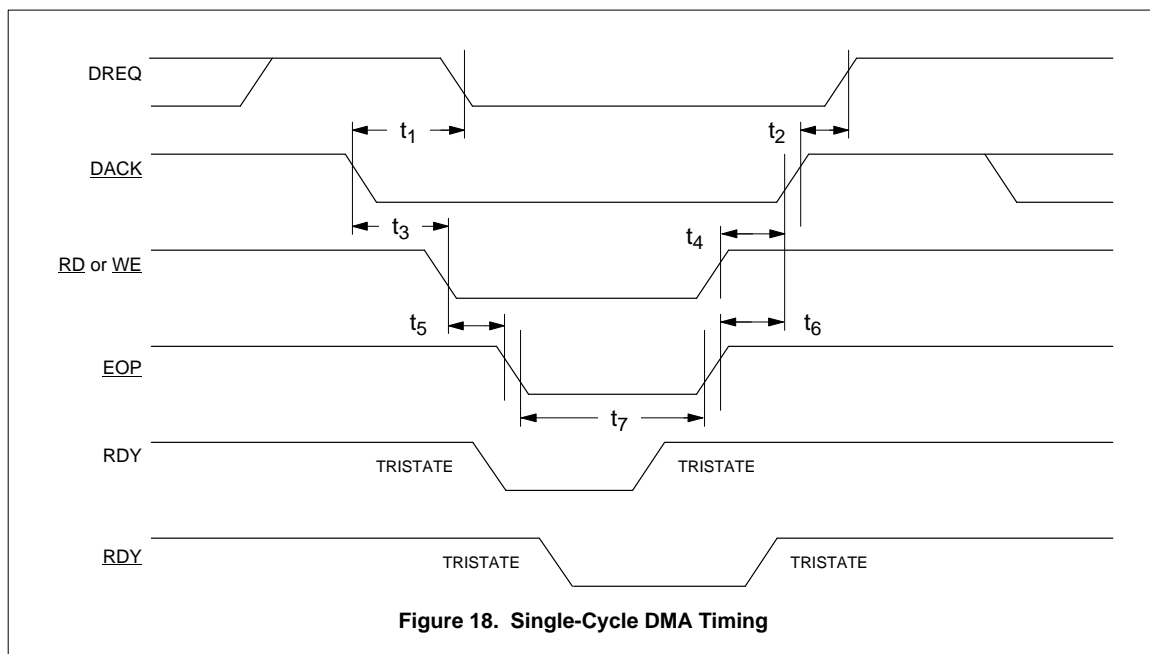 DREQ
t1
t2
DACK
t3
t4
RD or WE
t5
t6
EOP
t7
RDY
TRISTATE
TRISTATE
RDY
TRISTATE
TRISTATE
Figure 18. Single-Cycle DMA Timing